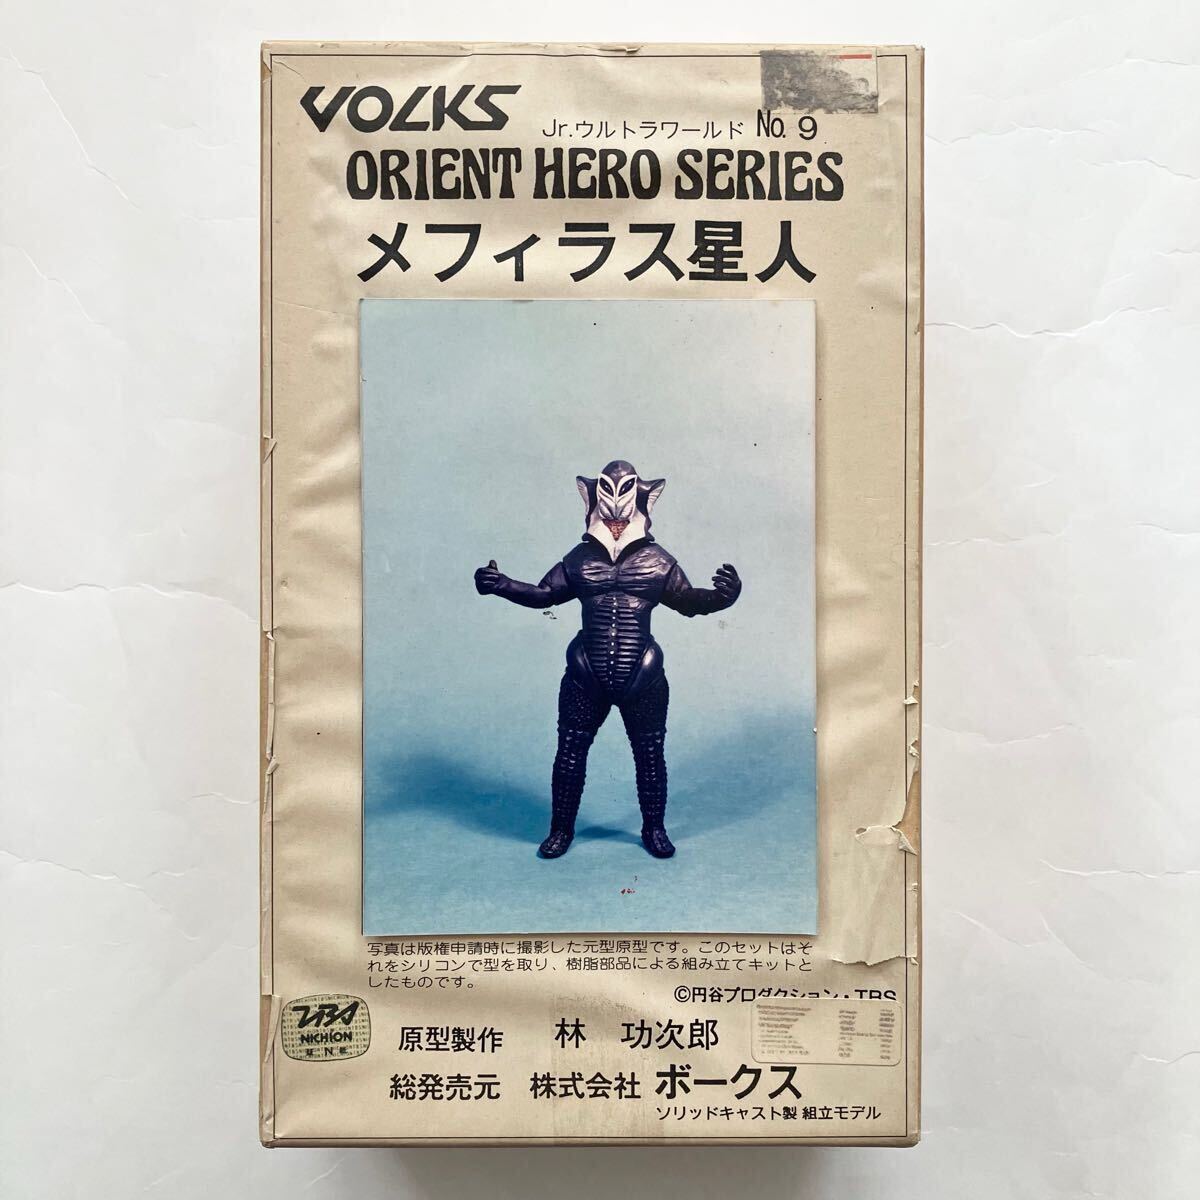 VOLKS
Jr.ウルトラワールド No. 9
ORIENT HERO SERIES
メフィラス星人
写真は版権申請時に撮影した元型原型です。このセットはそ
れをシリコンで型を取り、樹脂部品による組み立てキットと
したものです。
©円谷プロダクション・TBS
NICHION
原型製作 林 功次郎
総発売元 株式会社 ボークス
ソリッドキャスト製 組立モデル